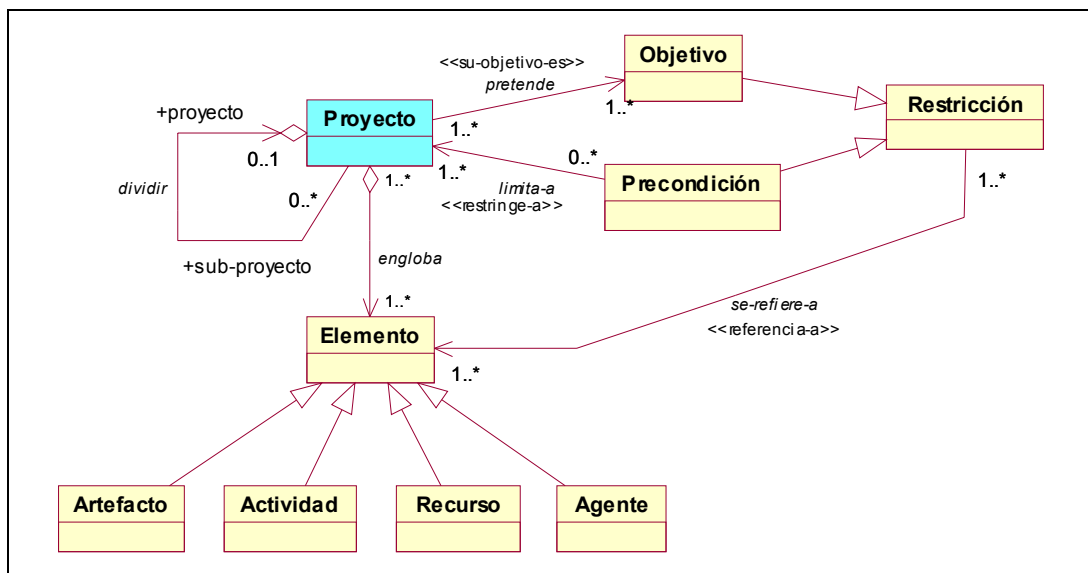 Objetivo
<<su-objetivo-es>>
pretende
1..*
Restricción
+proyecto
Proyecto
1..*
0..1
dividir
0..*
1..*
1..*
0..*
Precondición
limita-a
<<restringe-a>>
1..*
+sub-proyecto
engloba
1..*
se-refiere-a
<<referencia-a>>
Elemento
1..*
Artefacto
Actividad
Recurso
Agente